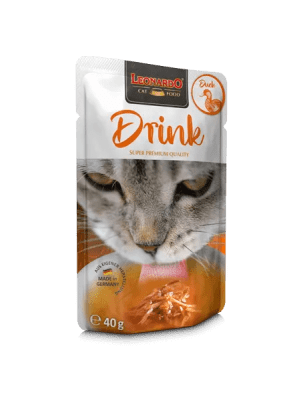 LEONARDO
CAT FOOD
Duck
Drink
SUPER PREMIUM QUALITY
MADE IN
GERMANY
℮ 40g